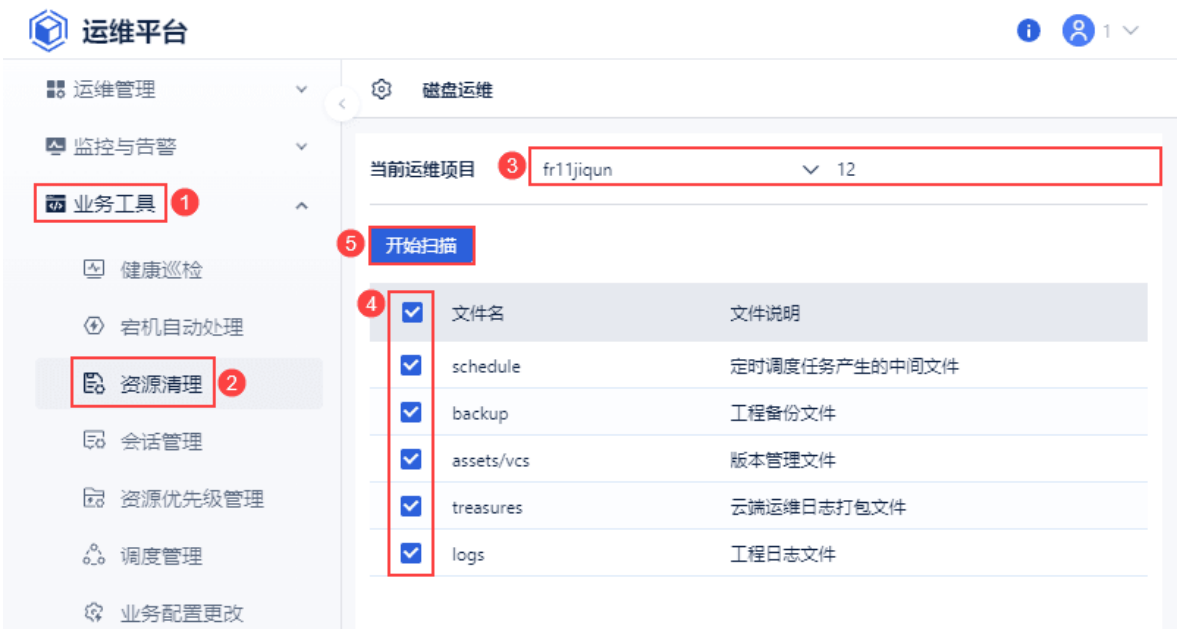 运维平台
1
运维管理
磁盘运维
监控与告警
当前运维项目 3 fr11jiqun 12
业务工具 1
5 开始扫描
健康巡检
4 文件名 文件说明
宕机自动处理
schedule 定时调度任务产生的中间文件
资源清理 2
backup 工程备份文件
会话管理
assets/vcs 版本管理文件
资源优先级管理
treasures 云端运维日志打包文件
调度管理
logs 工程日志文件
业务配置更改